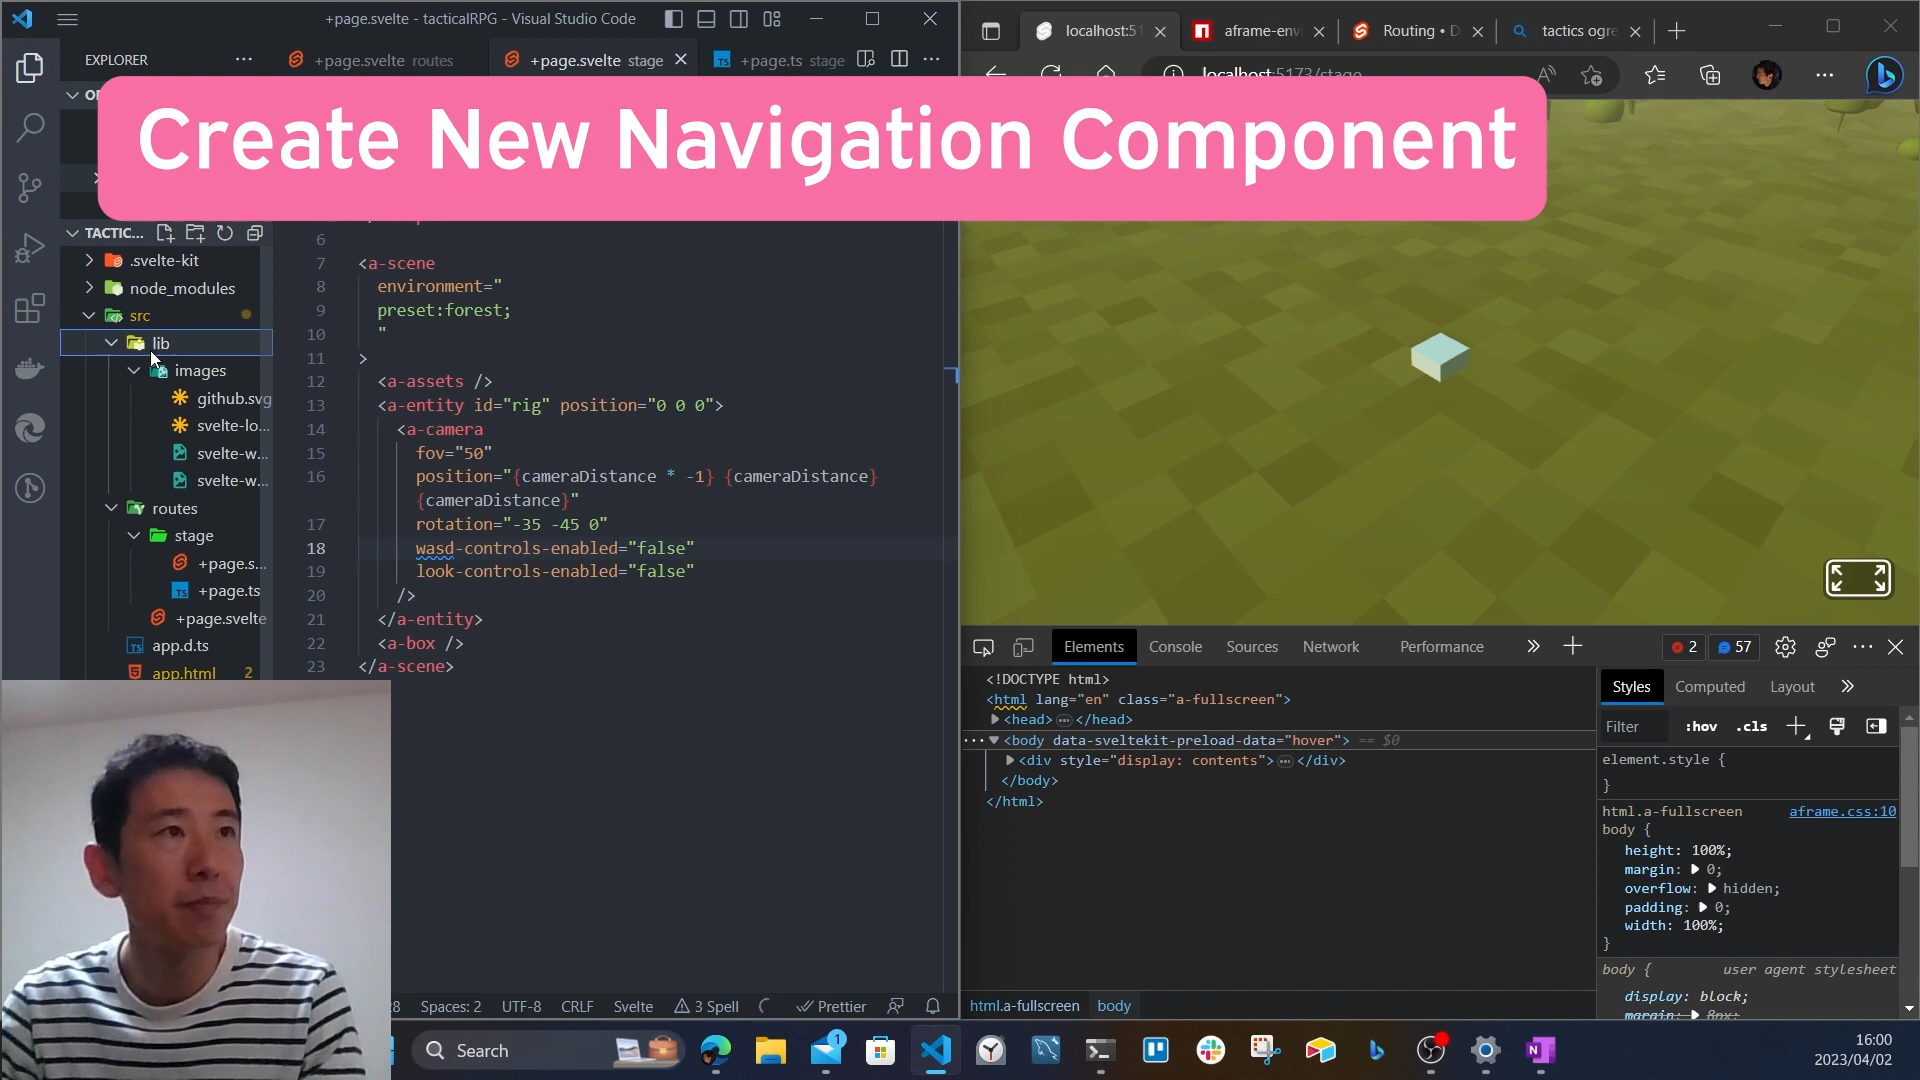 +page.svelte - tacticalRPG - Visual Studio Code
EXPLORER
+page.svelte routes
+page.svelte stage
+page.ts stage
Create New Navigation Component
TACTIC...
.svelte-kit
node_modules
src
lib
images
github.svg
svelte-lo...
svelte-w...
svelte-w...
routes
stage
+page.s...
+page.ts
+page.svelte
app.d.ts
app.html 2
6
7 <a-scene
8 environment="
9 preset:forest;
10 "
11 >
12 <a-assets />
13 <a-entity id="rig" position="0 0 0">
14 <a-camera
15 fov="50"
16 position="{cameraDistance * -1} {cameraDistance}
{cameraDistance}"
17 rotation="-35 -45 0"
18 wasd-controls-enabled="false"
19 look-controls-enabled="false"
20 />
21 </a-entity>
22 <a-box />
23 </a-scene>
Spaces: 2 UTF-8 CRLF Svelte 3 Spell Prettier
localhost:51
aframe-env
Routing • D
tactics ogre
localhost:5173/stage
Elements Console Sources Network Performance 2 57
<!DOCTYPE html>
<html lang="en" class="a-fullscreen">
<head> ... </head>
... <body data-sveltekit-preload-data="hover"> == $0
<div style="display: contents"> ... </div>
</body>
</html>
html.a-fullscreen body
Styles Computed Layout
Filter :hov .cls
element.style {
}
html.a-fullscreen aframe.css:10
body {
height: 100%;
margin: 0;
overflow: hidden;
padding: 0;
width: 100%;
}
body { user agent stylesheet
display: block;
margin: 8px;
Search
1
16:00
2023/04/02